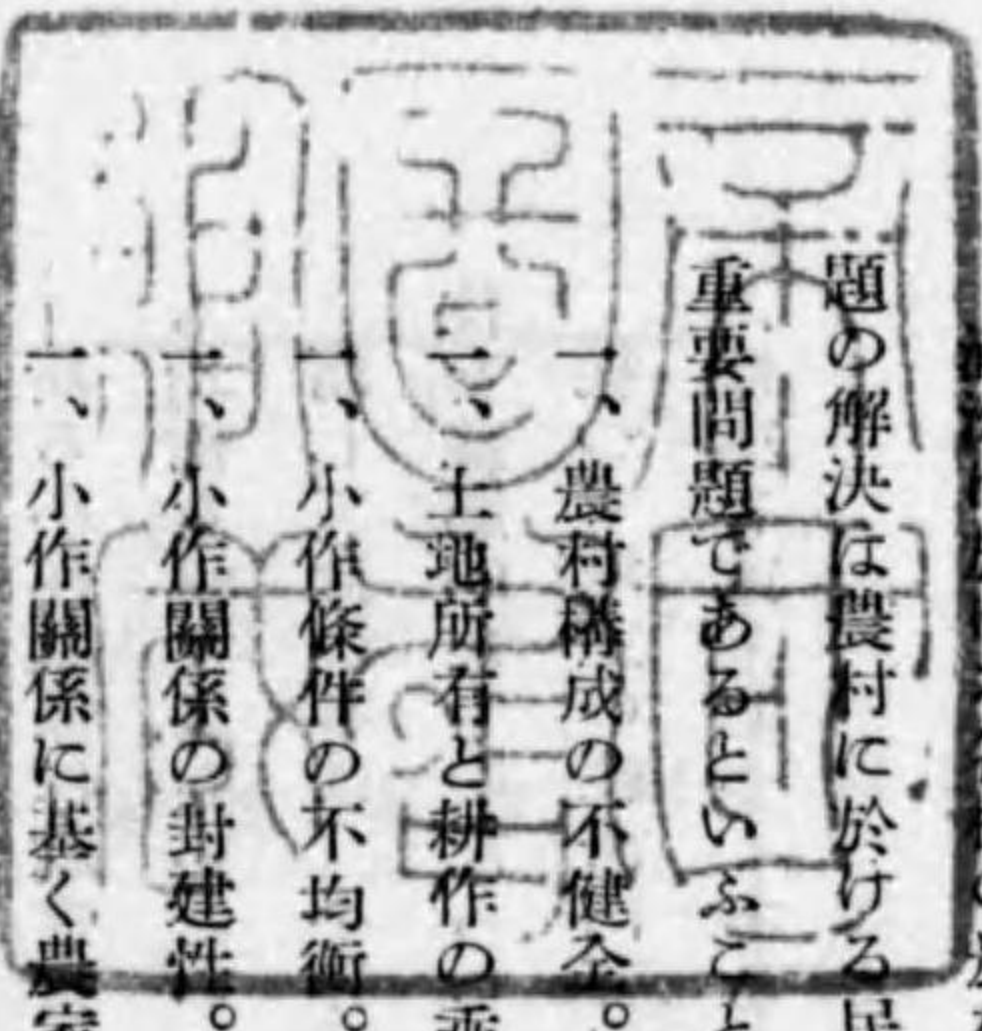 題の解決は農村に於ける
重要問題であるといふこと
一、農村構成の不健全。
一、土地所有と耕作の
一、小作條件の不均衡。
一、小作關係の封建性。
一、小作關係に基く農